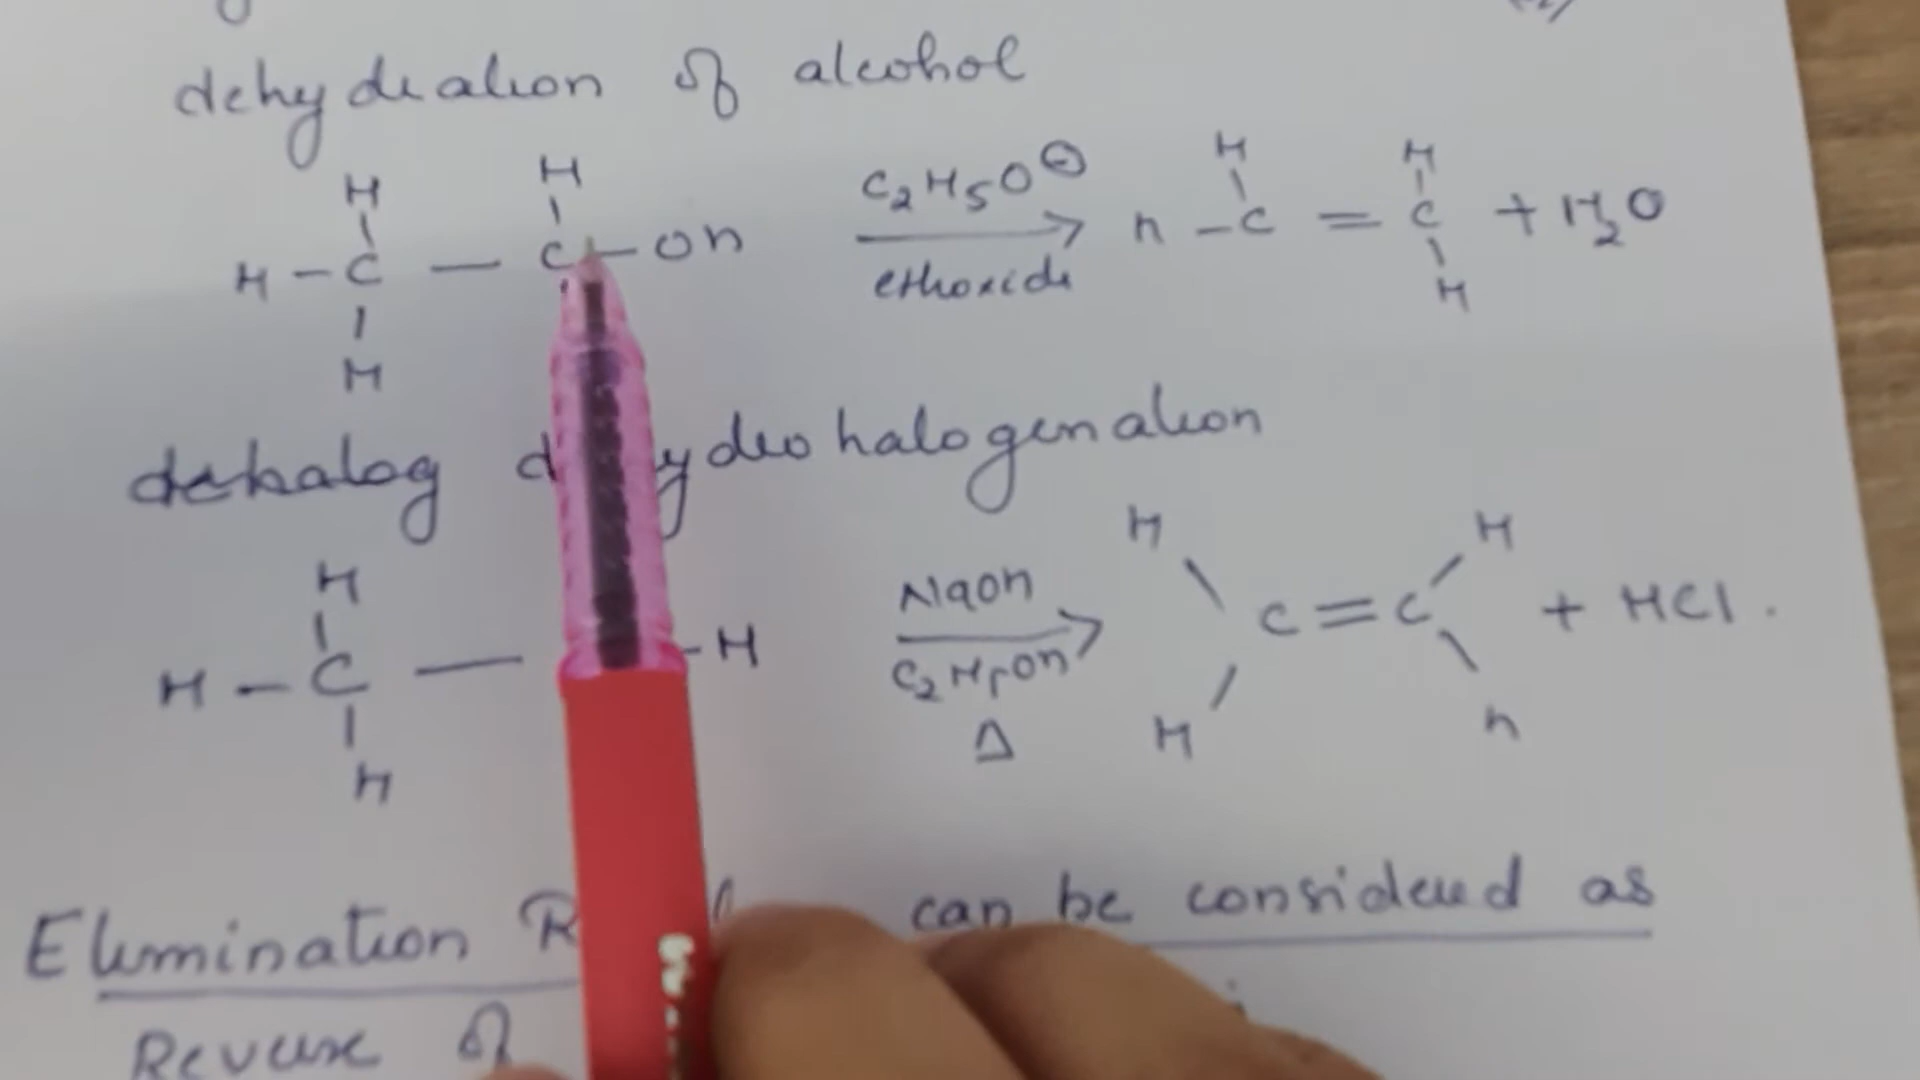 dehydration of alcohol
H H
H - C — C - OH C2H5O⊖ ethoxide → H - C = C + H2O
H H
H H
dehalog dehydrohalogenation
H
H - C — - H NaOH C2H5OH Δ → H H C = C H H + HCl.
H
Elimination can be considered as
Reverse of